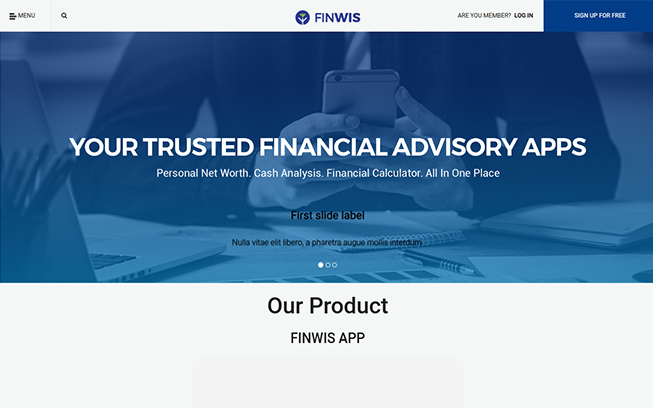 MENU
FINWIS
ARE YOU MEMBER? LOG IN
SIGN UP FOR FREE
YOUR TRUSTED FINANCIAL ADVISORY APPS
Personal Net Worth. Cash Analysis. Financial Calculator. All In One Place
First slide label
Nulla vitae elit libero, a pharetra augue mollis interdum.
Our Product
FINWIS APP